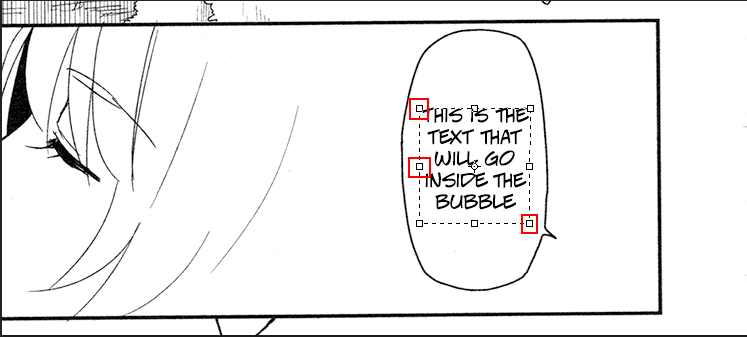 THIS IS THE
TEXT THAT
WILL GO
INSIDE THE
BUBBLE